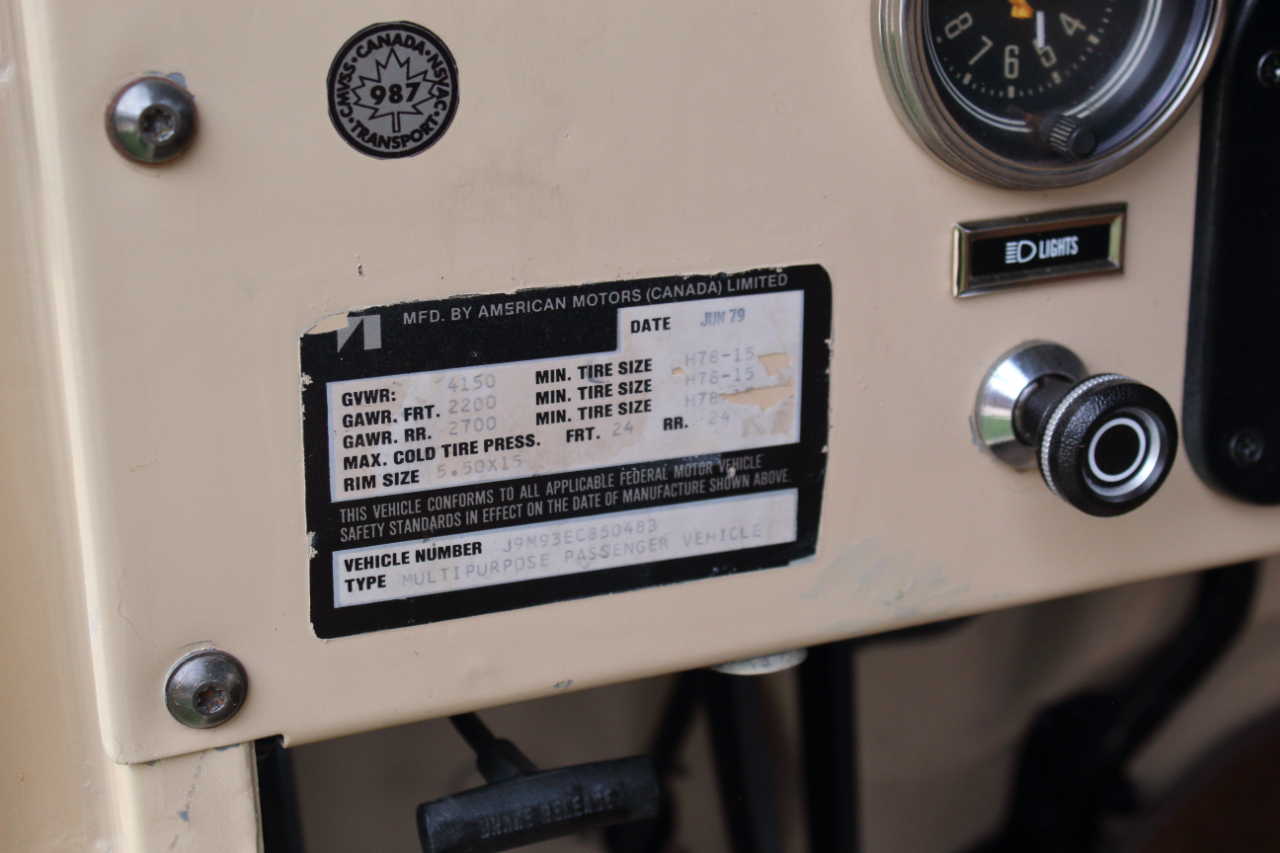 CMVSS • CANADA • NSVAC • TRANSPORT •
987
8 7 6 5 4
LIGHTS
MFD. BY AMERICAN MOTORS (CANADA) LIMITED
DATE JUN 79
GVWR: 4150 MIN. TIRE SIZE H78-15
GAWR. FRT. 2200 MIN. TIRE SIZE H78-15
GAWR. RR. 2700 MIN. TIRE SIZE H78
MAX. COLD TIRE PRESS. FRT. 24 RR. 24
RIM SIZE 5.50X15
THIS VEHICLE CONFORMS TO ALL APPLICABLE FEDERAL MOTOR VEHICLE
SAFETY STANDARDS IN EFFECT ON THE DATE OF MANUFACTURE SHOWN ABOVE.
VEHICLE NUMBER J9M93EC850483
TYPE MULTIPURPOSE PASSENGER VEHICLE
BRAKE RELEASE